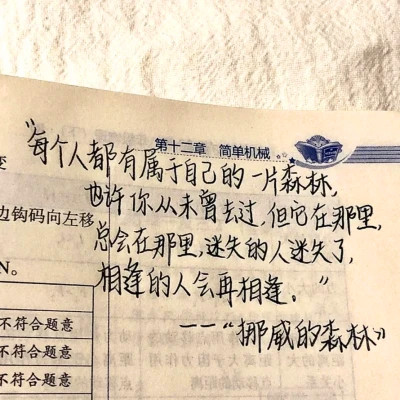 第十二章 简单机械
“每个人都有属于自己的一片森林,
也许你从未曾去过,但它在那里,
总会在那里,迷失的人迷失了,
相逢的人会再相逢。”
——“挪威的森林》
变
边钩码向左移
N。
不符合题意
不符合题意
不符合题意